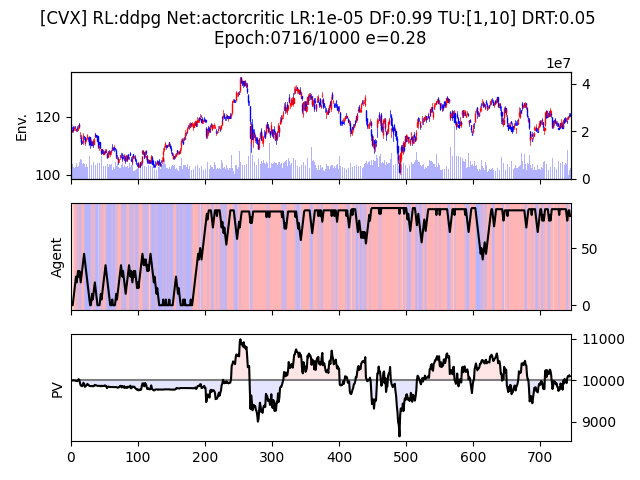 [CVX] RL:ddpg Net:actorcritic LR:1e-05 DF:0.99 TU:[1,10] DRT:0.05
Epoch:0716/1000 e=0.28
1e7
Env.
120
100
4
2
0
Agent
50
0
PV
11000
10000
9000
0 100 200 300 400 500 600 700